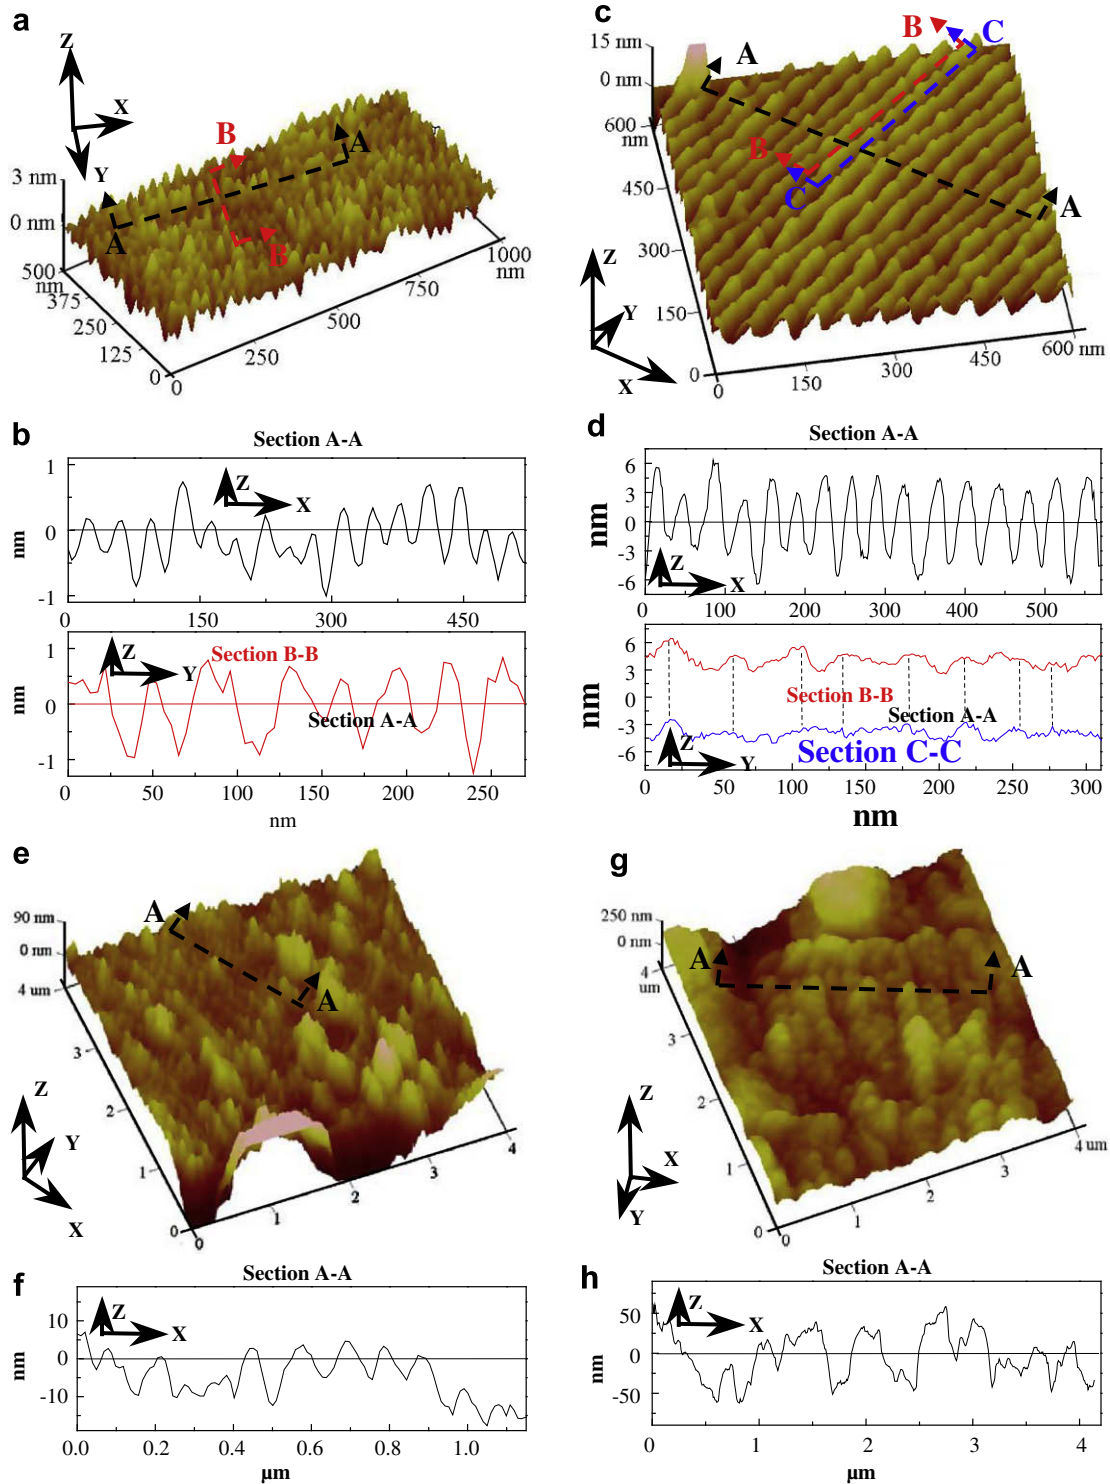 a
Z
X
Y
B
A
3 nm
0 nm
A
B
500
nm
375
250
125
0
0
250
500
750
1000
nm
c
15 nm
0 nm
A
B
C
600
nm
B
C
A
450
300
150
0
0
150
300
450
600 nm
Z
Y
X
b
Section A-A
nm
1
0
-1
Z
X
0
150
300
450
nm
1
0
-1
Z
Y
Section B-B
Section A-A
0
50
100
150
200
250
nm
d
Section A-A
nm
6
3
0
-3
-6
Z
X
0
100
200
300
400
500
nm
6
3
0
-3
-6
Section B-B
Section A-A
Z
Y
Section C-C
0
50
100
150
200
250
300
nm
e
90 nm
0 nm
4 um
A
A
3
2
1
0
0
1
2
3
4
Z
Y
X
g
250 nm
0 nm
4
um
A
A
3
2
1
0
0
1
2
3
4 um
Z
X
Y
f
Section A-A
nm
10
0
-10
Z
X
0.0
0.2
0.4
0.6
0.8
1.0
µm
h
Section A-A
nm
50
0
-50
Z
X
0
1
2
3
4
µm